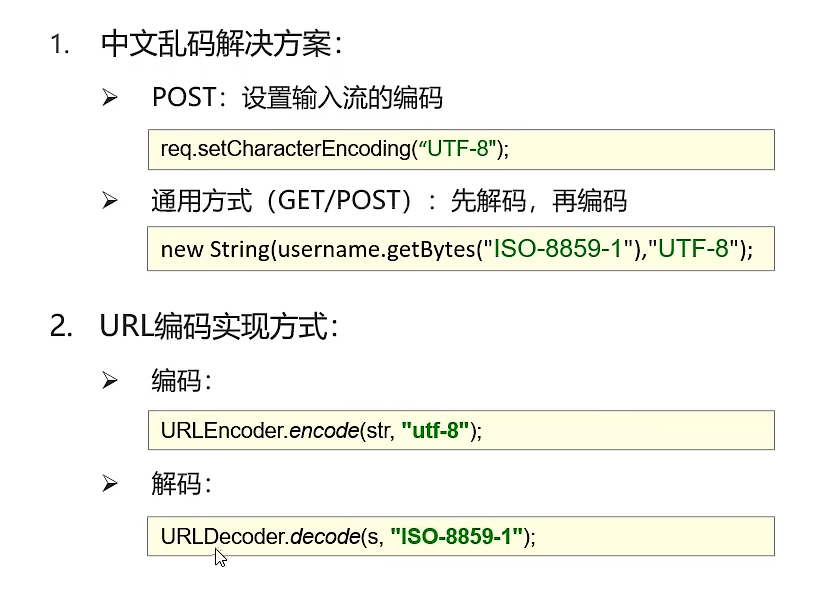 1. 中文乱码解决方案：
➢ POST：设置输入流的编码
req.setCharacterEncoding(“UTF-8");
➢ 通用方式（GET/POST）：先解码，再编码
new String(username.getBytes("ISO-8859-1"),"UTF-8");
2. URL编码实现方式：
➢ 编码：
URLEncoder.encode(str, "utf-8");
➢ 解码：
URLDecoder.decode(s, "ISO-8859-1");